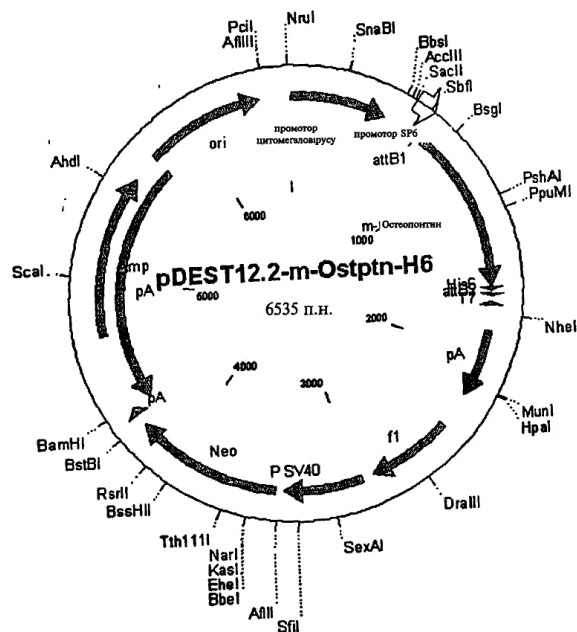 PciI
AflIII
NruI
SnaBI
BbsI
AccIII
SacII
SbfI
BsgI
PshAI
PpuMI
NheI
MunI
HpaI
DraIII
SexAI
SfiI
AflII
NarI
KasI
EheI
BbeI
Tth111I
BssHII
RsrII
BstBI
BamHI
ScaI
AhdI
ori
промотор
цитомегаловірусу
промотор SP6
attB1
m-Остеопонтин
His6
T7
pA
f1
P SV40
Neo
pA
mp
pA
6000
1000
2000
3000
4000
5000
pDEST12.2-m-Ostptn-H6
6535 п.н.